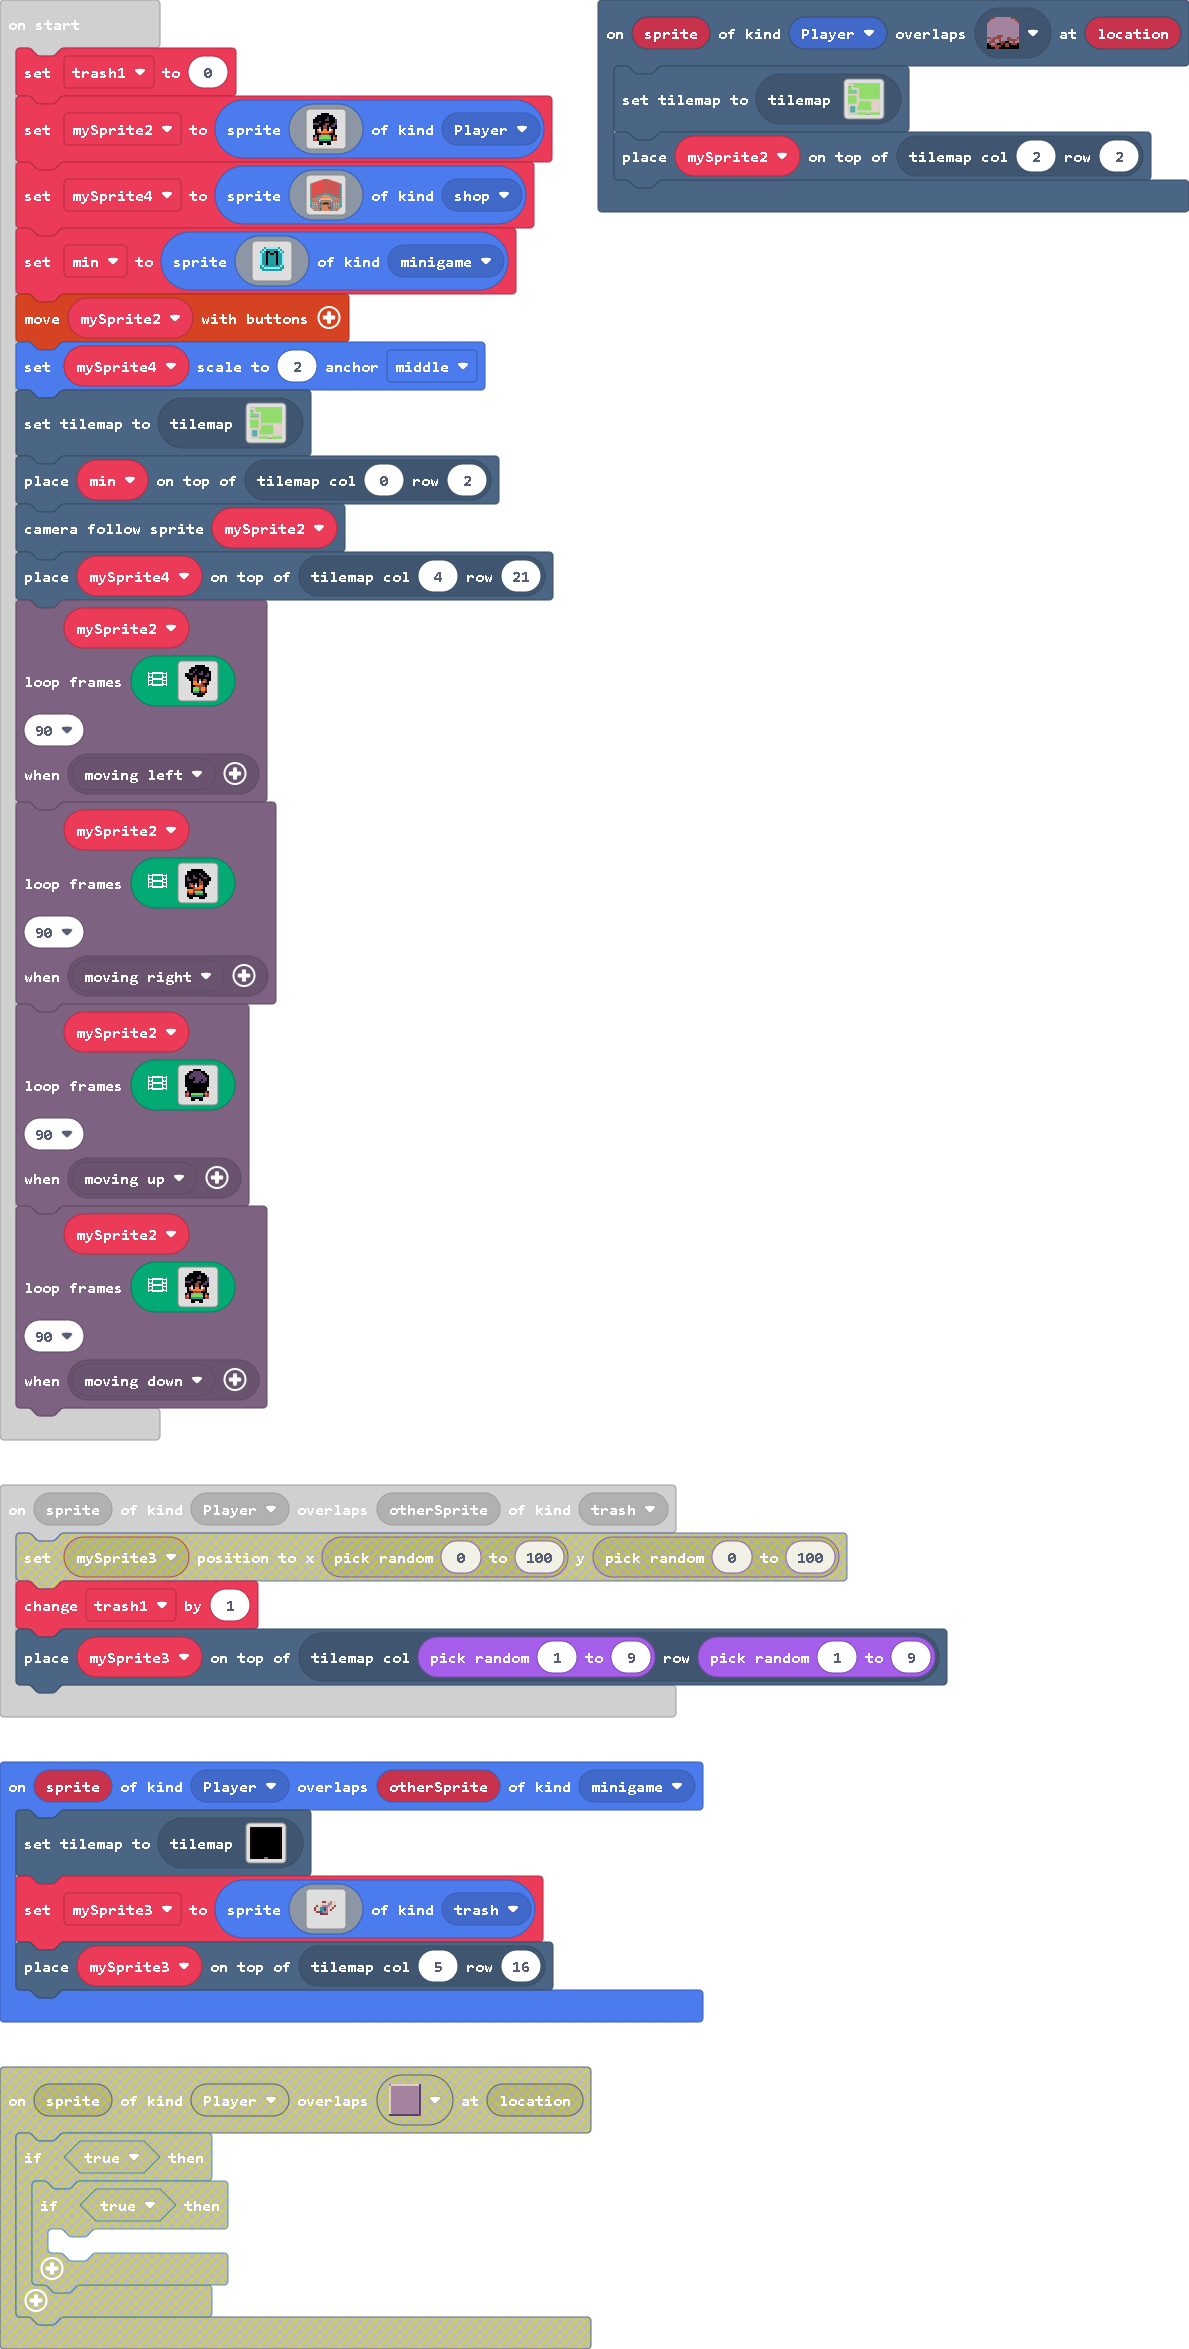 on start
set trash1 to 0
set mySprite2 to sprite of kind Player
set mySprite4 to sprite of kind shop
set min to sprite of kind minigame
move mySprite2 with buttons
set mySprite4 scale to 2 anchor middle
set tilemap to tilemap
place min on top of tilemap col 0 row 2
camera follow sprite mySprite2
place mySprite4 on top of tilemap col 4 row 21
mySprite2
loop frames
90
when moving left
mySprite2
loop frames
90
when moving right
mySprite2
loop frames
90
when moving up
mySprite2
loop frames
90
when moving down
on sprite of kind Player overlaps at location
set tilemap to tilemap
place mySprite2 on top of tilemap col 2 row 2
on sprite of kind Player overlaps otherSprite of kind trash
set mySprite3 position to x pick random 0 to 100 y pick random 0 to 100
change trash1 by 1
place mySprite3 on top of tilemap col pick random 1 to 9 row pick random 1 to 9
on sprite of kind Player overlaps otherSprite of kind minigame
set tilemap to tilemap
set mySprite3 to sprite of kind trash
place mySprite3 on top of tilemap col 5 row 16
on sprite of kind Player overlaps at location
if true then
if true then